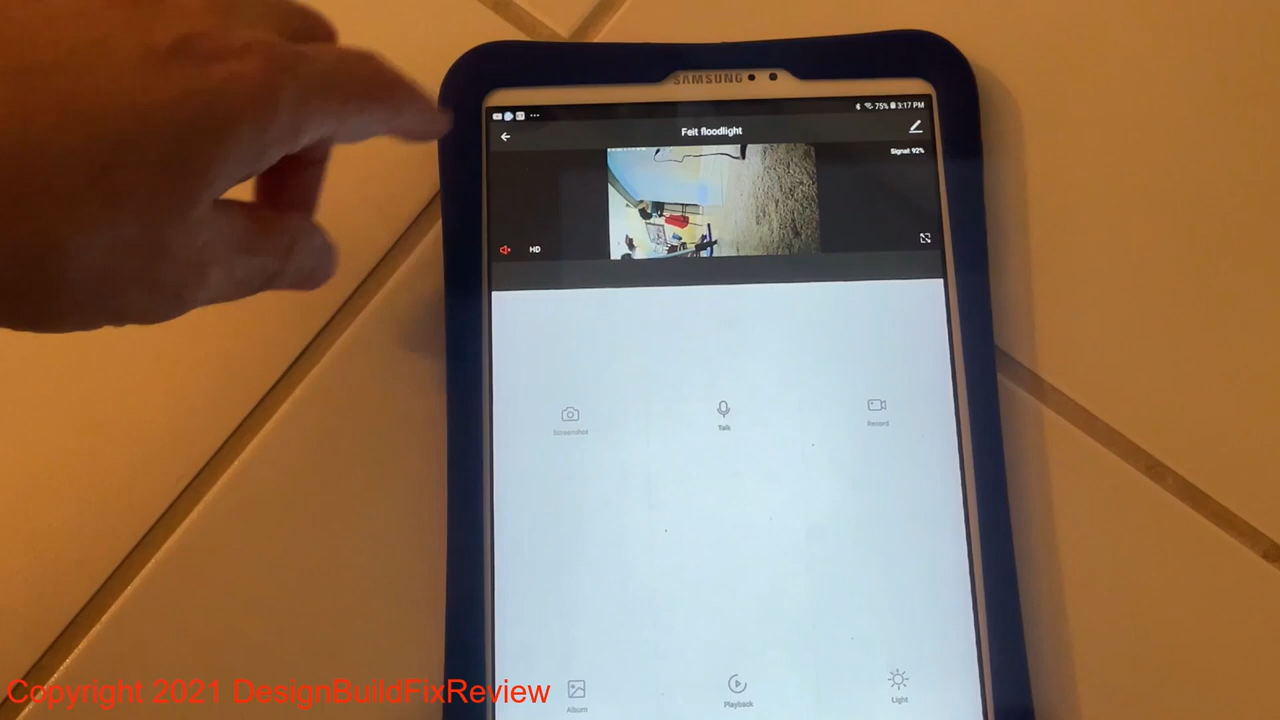 SAMSUNG
75% 3:17 PM
Feit floodlight
Signal: 92%
HD
Screenshot
Talk
Record
Album
Playback
Light
Copyright 2021 DesignBuildFixReview